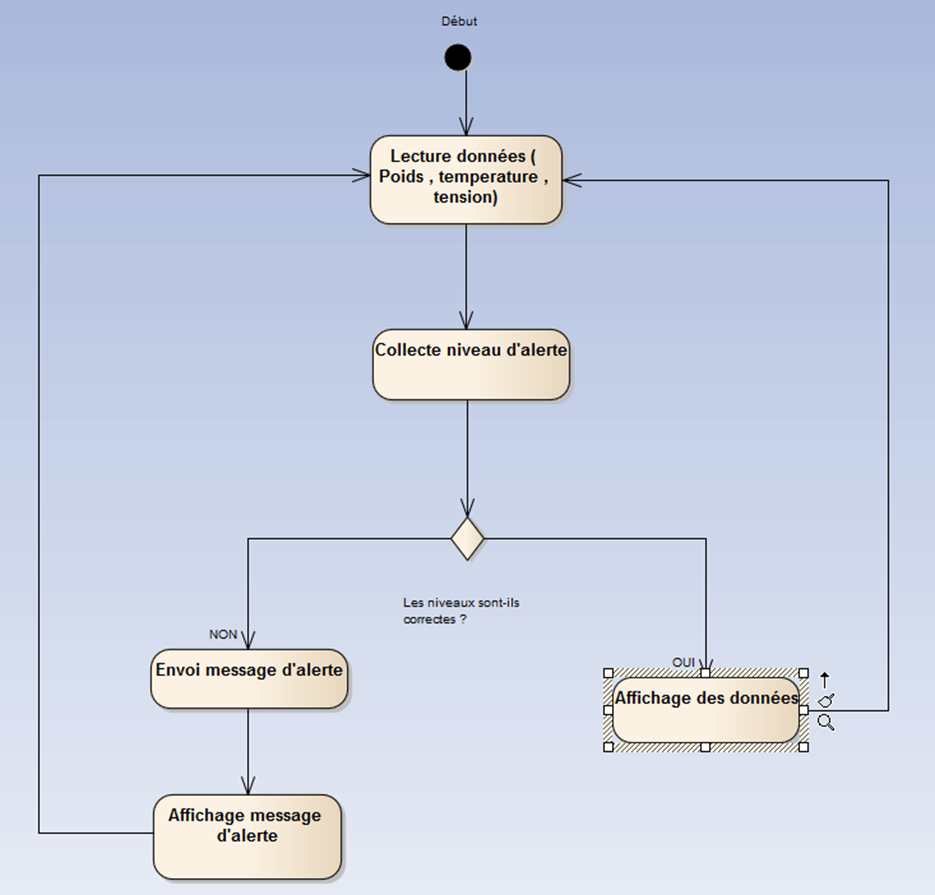 Début
Lecture données (
Poids , temperature ,
tension)
Collecte niveau d'alerte
Les niveaux sont-ils
correctes ?
NON
Envoi message d'alerte
OUI
Affichage des données
Affichage message
d'alerte